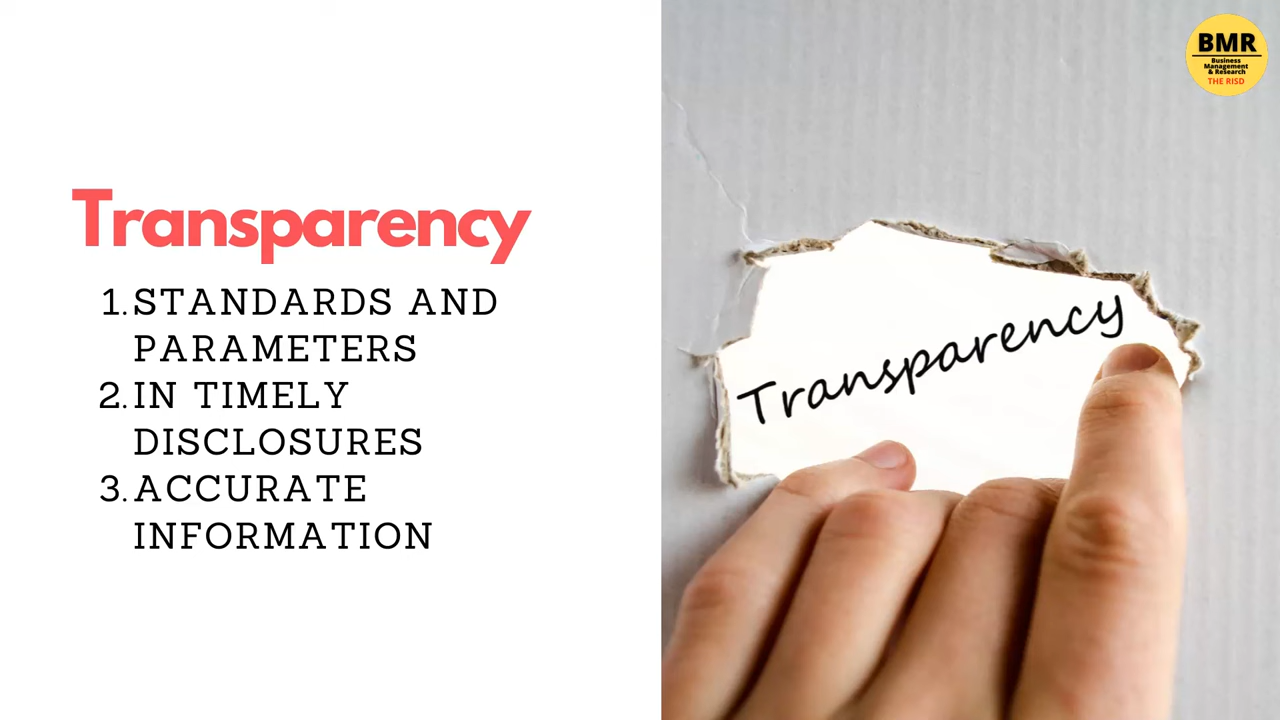 Transparency
1. STANDARDS AND
PARAMETERS
2. IN TIMELY
DISCLOSURES
3. ACCURATE
INFORMATION
BMR
Business
Management
& Research
THE RISD
Transparency